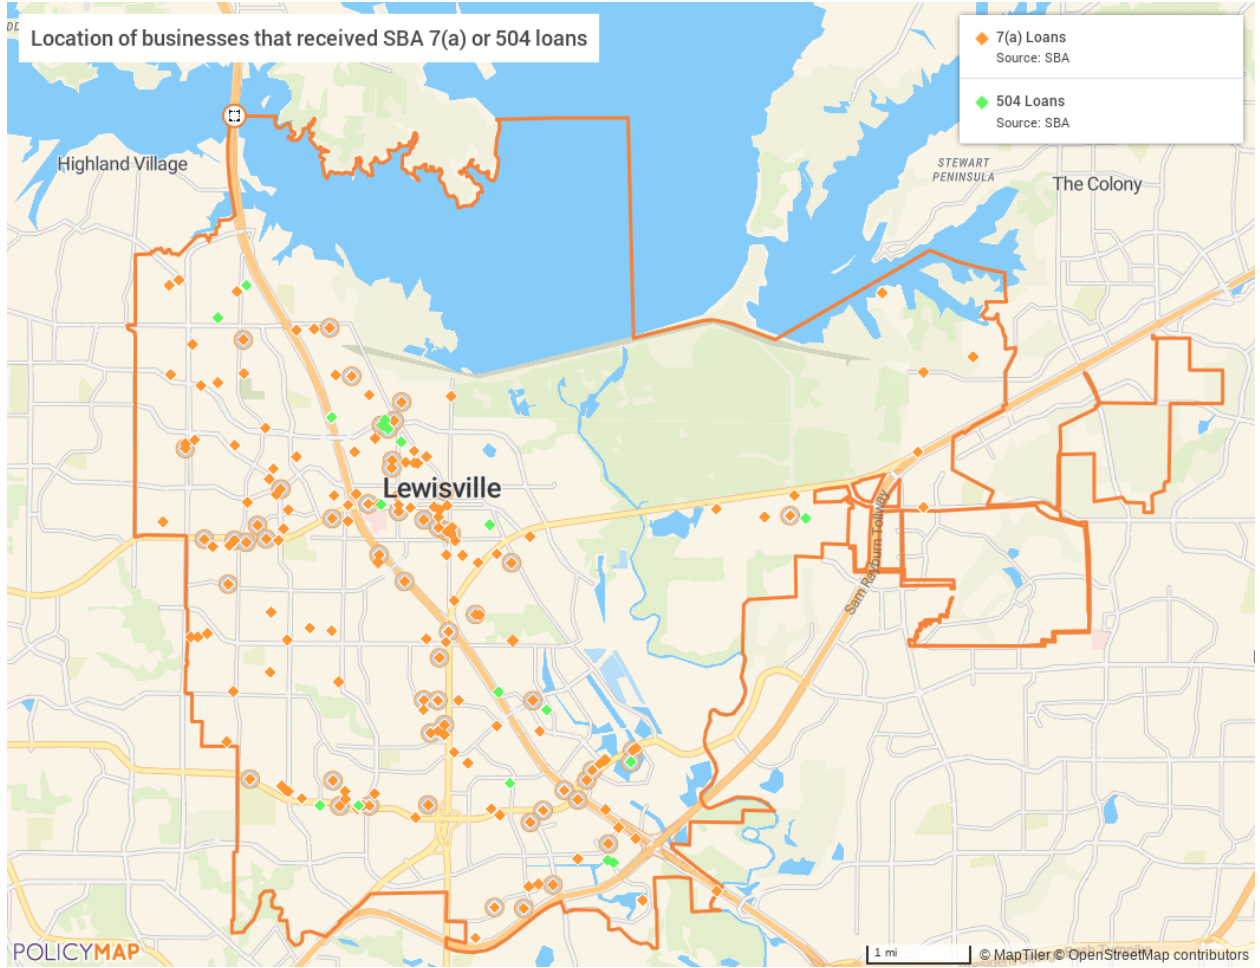 Location of businesses that received SBA 7(a) or 504 loans
7(a) Loans
Source: SBA
504 Loans
Source: SBA
Highland Village
STEWART
PENINSULA
The Colony
Lewisville
Sam Rayburn Tollway
POLICYMAP
1 mi
© MapTiler © OpenStreetMap contributors